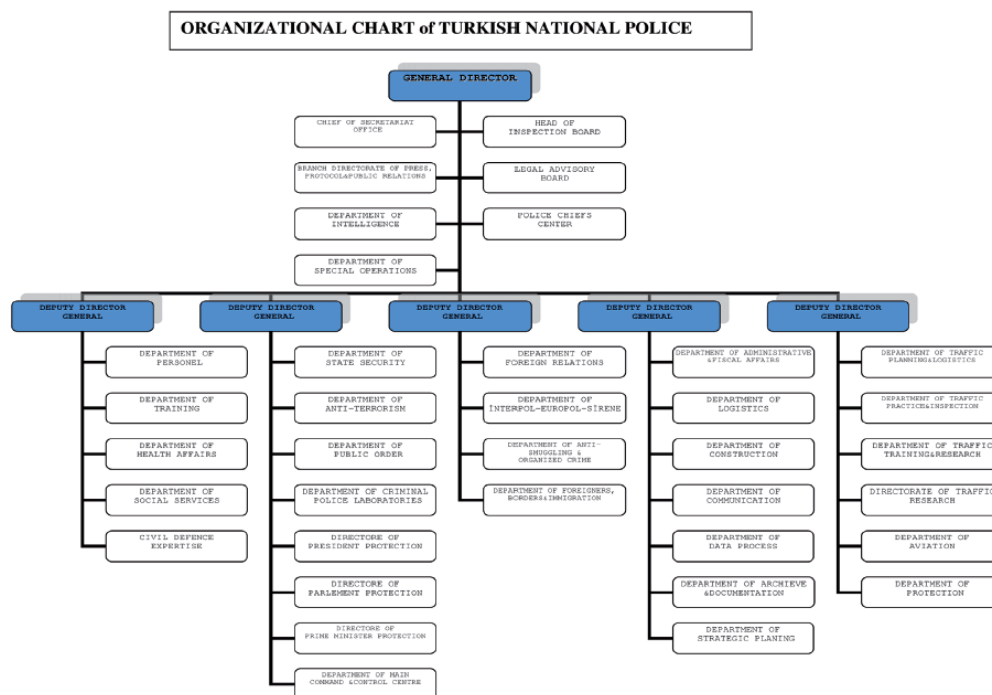 ORGANIZATIONAL CHART of TURKISH NATIONAL POLICE
GENERAL DIRECTOR
CHIEF OF SECRETARIAT
OFFICE
HEAD OF
INSPECTION BOARD
BRANCH DIRECTORATE OF PRESS,
PROTOCOL&PUBLIC RELATIONS
LEGAL ADVISORY
BOARD
DEPARTMENT OF
INTELLIGENCE
POLICE CHIEFS
CENTER
DEPARTMENT OF
SPECIAL OPERATIONS
DEPUTY DIRECTOR
GENERAL
DEPARTMENT OF
PERSONEL
DEPARTMENT OF
TRAINING
DEPARTMENT OF
HEALTH AFFAIRS
DEPARTMENT OF
SOCIAL SERVICES
CIVIL DEFENCE
EXPERTISE
DEPUTY DIRECTOR
GENERAL
DEPARTMENT OF
STATE SECURITY
DEPARTMENT OF
ANTI-TERRORISM
DEPARTMENT OF
PUBLIC ORDER
DEPARTMENT OF CRIMINAL
POLICE LABORATORIES
DIRECTORE OF
PRESIDENT PROTECTION
DIRECTORE OF
PARLEMENT PROTECTION
DIRECTORE OF
PRIME MINISTER PROTECTION
DEPARTMENT OF MAIN
COMMAND &CONTROL CENTRE
DEPUTY DIRECTOR
GENERAL
DEPARTMENT OF
FOREIGN RELATIONS
DEPARTMENT OF
İNTERPOL-EUROPOL-SİRENE
DEPARTMENT OF ANTI-
SMUGGLING &
ORGANIZED CRIME
DEPARTMENT OF FOREIGNERS,
BORDERS&IMMIGRATION
DEPUTY DIRECTOR
GENERAL
DEPARTMENT OF ADMINISTRATIVE
&FISCAL AFFAIRS
DEPARTMENT OF
LOGISTICS
DEPARTMENT OF
CONSTRUCTION
DEPARTMENT OF
COMMUNICATION
DEPARTMENT OF
DATA PROCESS
DEPARTMENT OF ARCHIEVE
&DOCUMENTATION
DEPARTMENT OF
STRATEGIC PLANING
DEPUTY DIRECTOR
GENERAL
DEPARTMENT OF TRAFFIC
PLANNING&LOGISTICS
DEPARTMENT OF TRAFFIC
PRACTICE&INSPECTION
DEPARTMENT OF TRAFFIC
TRAINING&RESEARCH
DIRECTORATE OF TRAFFIC
RESEARCH
DEPARTMENT OF
AVIATION
DEPARTMENT OF
PROTECTION